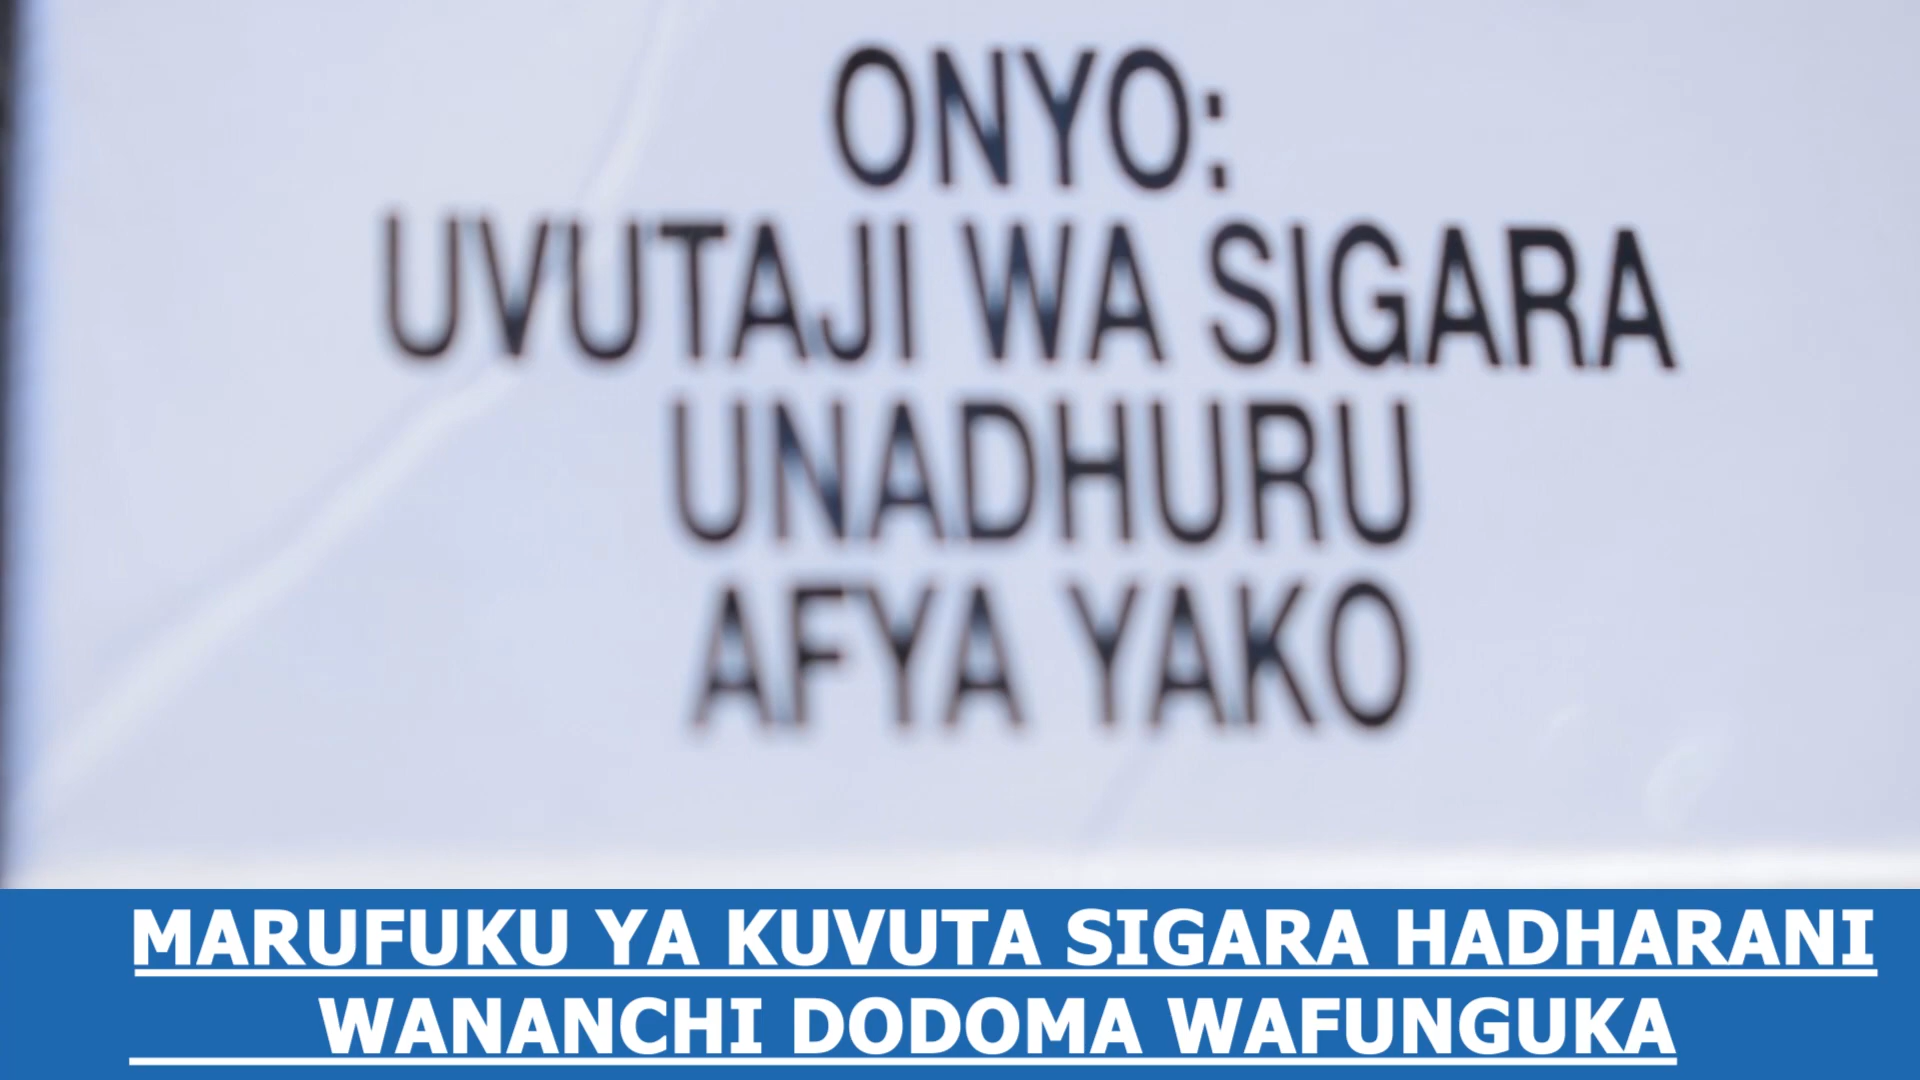 ONYO:
UVUTAJI WA SIGARA
UNADHURU
AFYA YAKO
MARUFUKU YA KUVUTA SIGARA HADHARANI
WANANCHI DODOMA WAFUNGUKA